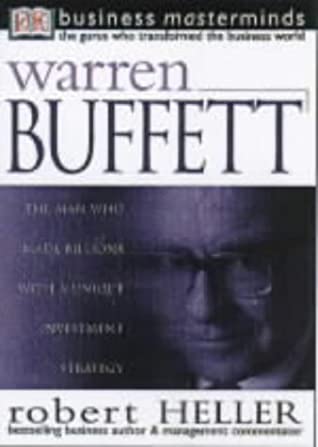 DK business masterminds
the gurus who transformed the business world
warren
BUFFETT
THE MAN WHO
MADE BILLIONS
WITH A UNIQUE
INVESTMENT
STRATEGY
robert HELLER
bestselling business author & management commentator